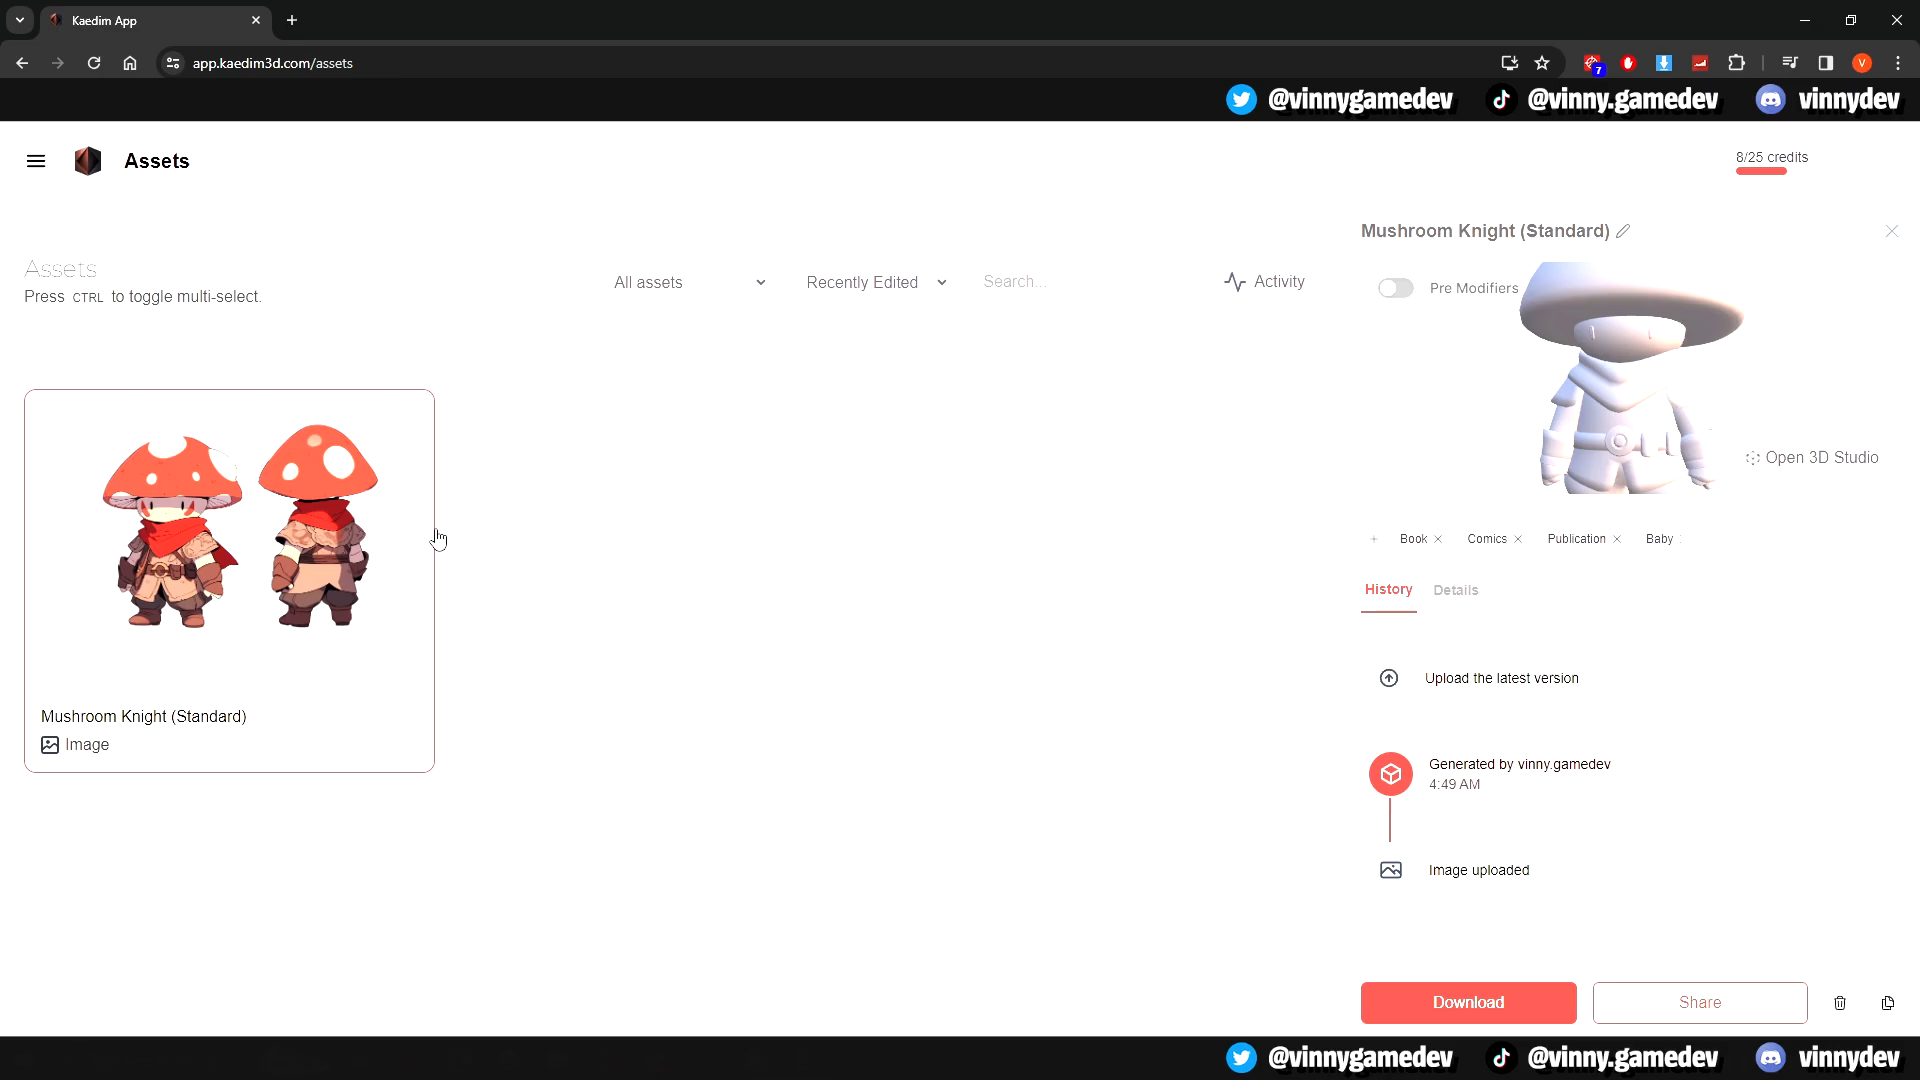 Kaedim App
app.kaedim3d.com/assets
7
V
@vinnygamedev @vinny.gamedev vinnydev
Assets
8/25 credits
Mushroom Knight (Standard)
Assets
Press CTRL to toggle multi-select.
All assets
Recently Edited
Search...
Activity
Pre Modifiers
Open 3D Studio
+ Book × Comics × Publication × Baby
History Details
Upload the latest version
Mushroom Knight (Standard)
Image
Generated by vinny.gamedev
4:49 AM
Image uploaded
Download
Share
@vinnygamedev @vinny.gamedev vinnydev